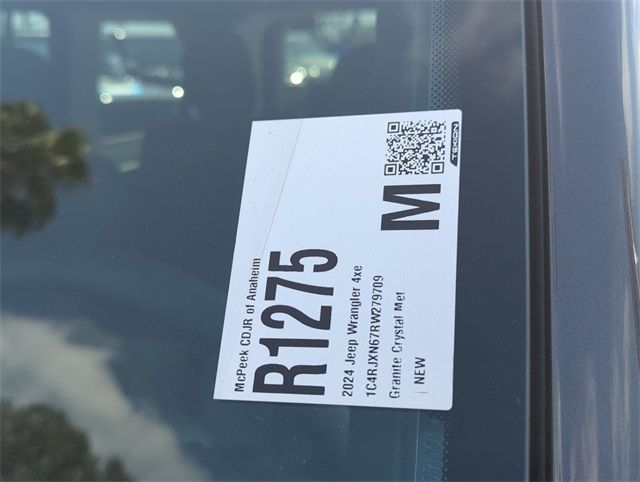 McPeek CDJR of Anaheim
R1275
2024 Jeep Wrangler 4xe
1C4RJXN67RW279709
Granite Crystal Met
NEW
M
TEKION